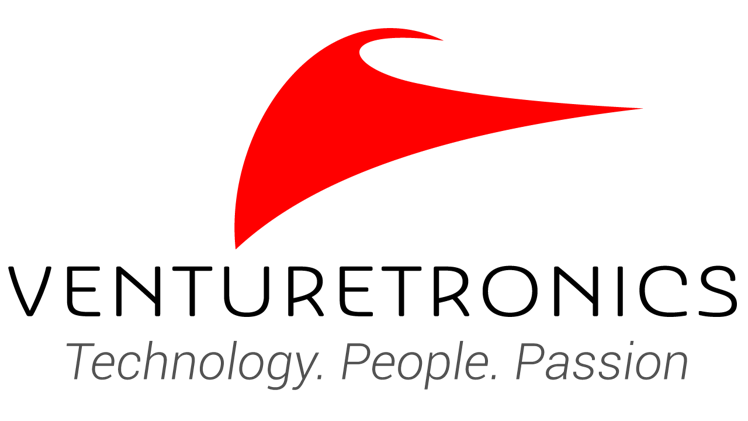 VENTURETRONICS
Technology. People. Passion